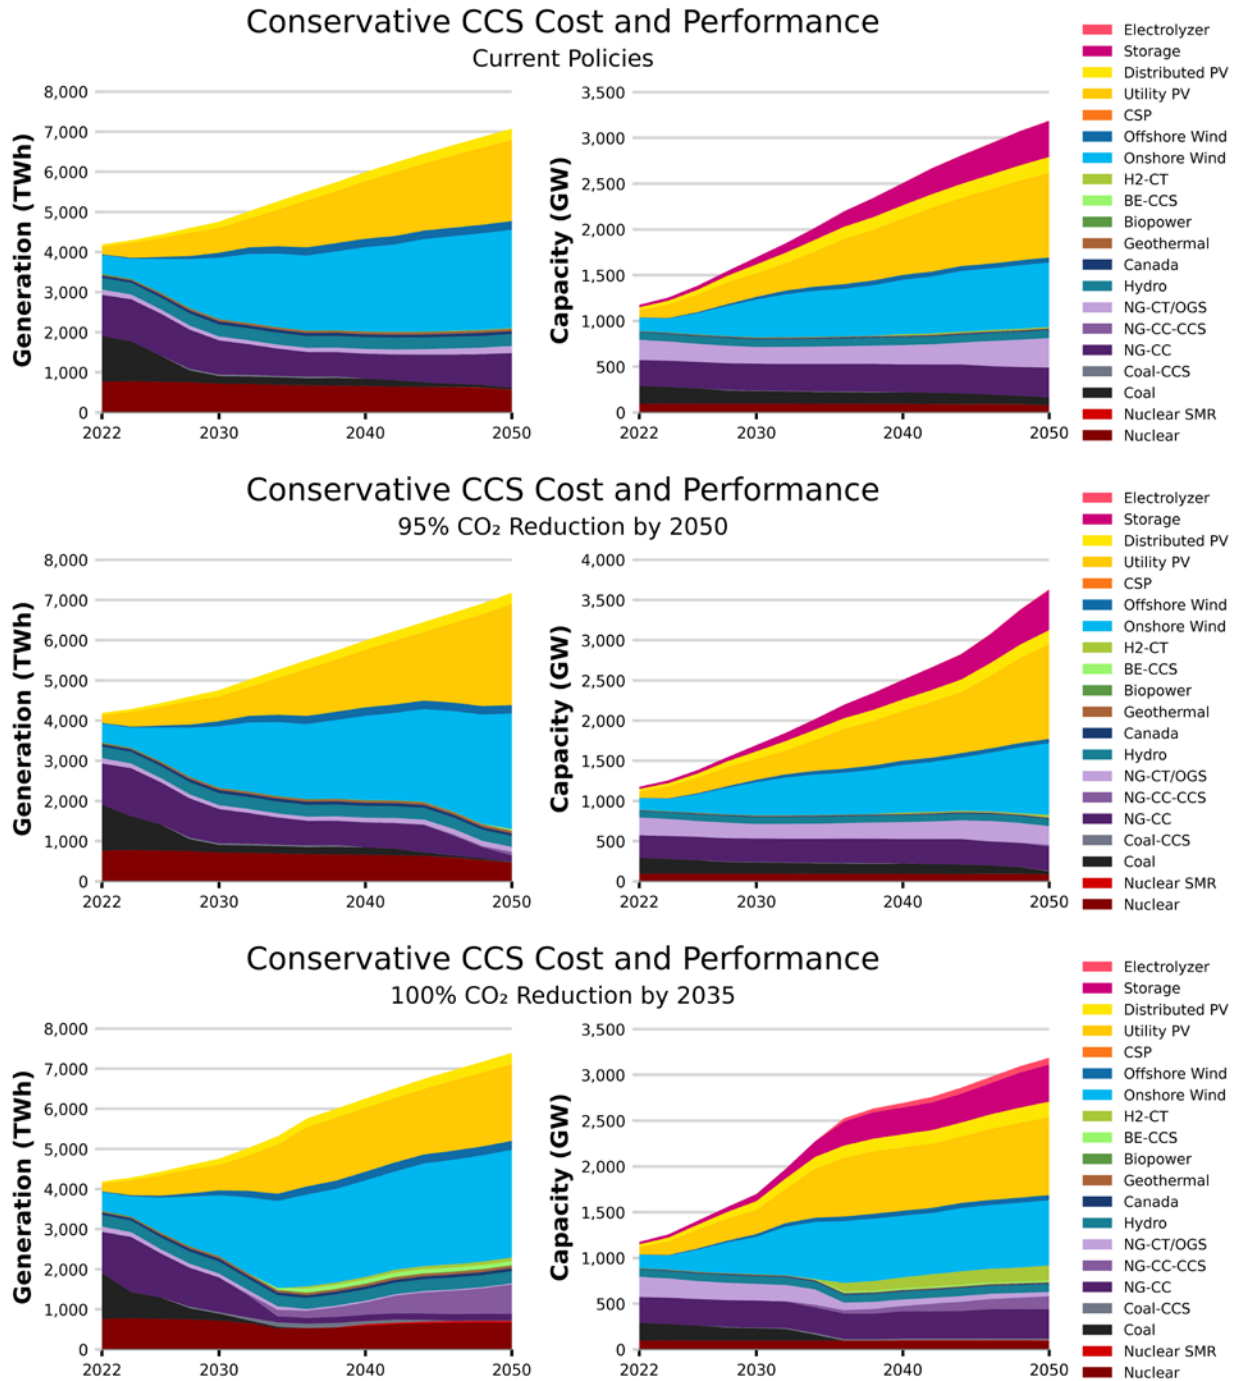 Conservative CCS Cost and Performance
Current Policies
Generation (TWh)
8,000
7,000
6,000
5,000
4,000
3,000
2,000
1,000
0
2022
2030
2040
2050
Capacity (GW)
3,500
3,000
2,500
2,000
1,500
1,000
500
0
2022
2030
2040
2050
Electrolyzer
Storage
Distributed PV
Utility PV
CSP
Offshore Wind
Onshore Wind
H2-CT
BE-CCS
Biopower
Geothermal
Canada
Hydro
NG-CT/OGS
NG-CC-CCS
NG-CC
Coal-CCS
Coal
Nuclear SMR
Nuclear
Conservative CCS Cost and Performance
95% CO₂ Reduction by 2050
Generation (TWh)
8,000
7,000
6,000
5,000
4,000
3,000
2,000
1,000
0
2022
2030
2040
2050
Capacity (GW)
4,000
3,500
3,000
2,500
2,000
1,500
1,000
500
0
2022
2030
2040
2050
Electrolyzer
Storage
Distributed PV
Utility PV
CSP
Offshore Wind
Onshore Wind
H2-CT
BE-CCS
Biopower
Geothermal
Canada
Hydro
NG-CT/OGS
NG-CC-CCS
NG-CC
Coal-CCS
Coal
Nuclear SMR
Nuclear
Conservative CCS Cost and Performance
100% CO₂ Reduction by 2035
Generation (TWh)
8,000
7,000
6,000
5,000
4,000
3,000
2,000
1,000
0
2022
2030
2040
2050
Capacity (GW)
3,500
3,000
2,500
2,000
1,500
1,000
500
0
2022
2030
2040
2050
Electrolyzer
Storage
Distributed PV
Utility PV
CSP
Offshore Wind
Onshore Wind
H2-CT
BE-CCS
Biopower
Geothermal
Canada
Hydro
NG-CT/OGS
NG-CC-CCS
NG-CC
Coal-CCS
Coal
Nuclear SMR
Nuclear